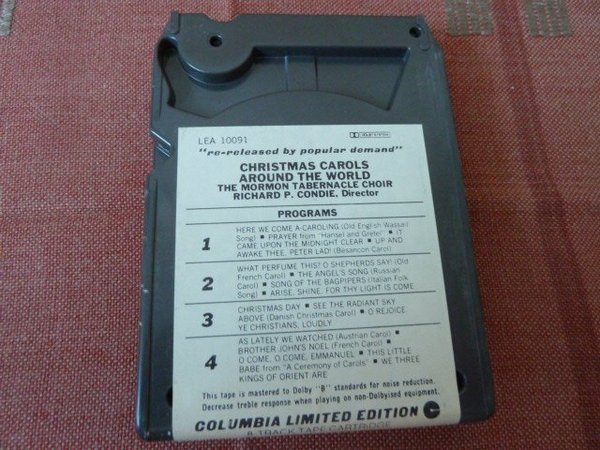 LEA 10091 DOLBY SYSTEM
"re-released by popular demand"
CHRISTMAS CAROLS
AROUND THE WORLD
THE MORMON TABERNACLE CHOIR
RICHARD P. CONDIE, Director
PROGRAMS
1 HERE WE COME A-CAROLING (Old English Wassail
Song) ■ PRAYER from "Hansel and Gretel" ■ IT
CAME UPON THE MIDNIGHT CLEAR ■ UP AND
AWAKE THEE, PETER LAD! (Besancon Carol)
2 WHAT PERFUME THIS? O SHEPHERDS SAY! (Old
French Carol) ■ THE ANGEL'S SONG (Russian
Carol) ■ SONG OF THE BAGPIPERS (Italian Folk
Song) ■ ARISE, SHINE, FOR THY LIGHT IS COME
3 CHRISTMAS DAY ■ SEE THE RADIANT SKY
ABOVE (Danish Christmas Carol) ■ O REJOICE
YE CHRISTIANS, LOUDLY
4 AS LATELY WE WATCHED (Austrian Carol) ■
BROTHER JOHN'S NOEL (French Carol) ■
O COME, O COME, EMMANUEL ■ THIS LITTLE
BABE from "A Ceremony of Carols" ■ WE THREE
KINGS OF ORIENT ARE
This tape is mastered to Dolby "B" standards for noise reduction.
Decrease treble response when playing on non-Dolbyised equipment.
COLUMBIA LIMITED EDITION
8-TRACK TAPE CARTRIDGE